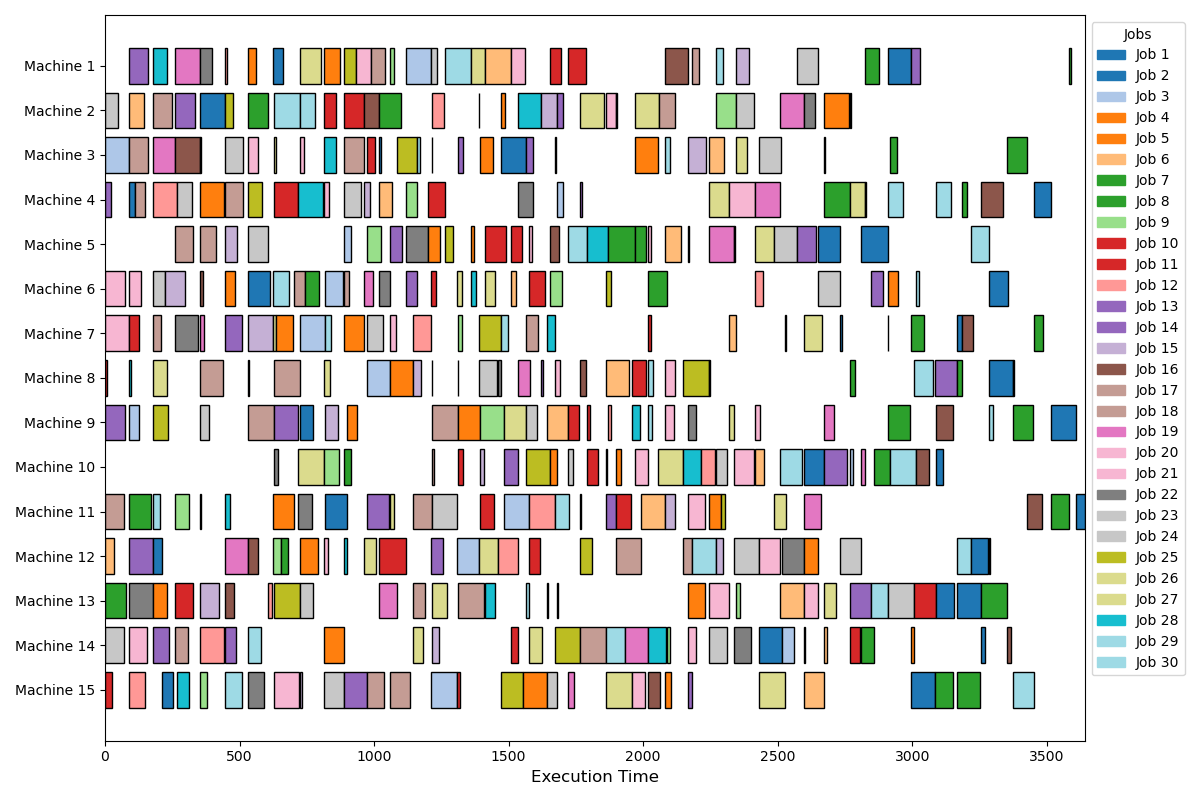 Machine 1
Machine 2
Machine 3
Machine 4
Machine 5
Machine 6
Machine 7
Machine 8
Machine 9
Machine 10
Machine 11
Machine 12
Machine 13
Machine 14
Machine 15
0 500 1000 1500 2000 2500 3000 3500
Execution Time
Jobs
Job 1
Job 2
Job 3
Job 4
Job 5
Job 6
Job 7
Job 8
Job 9
Job 10
Job 11
Job 12
Job 13
Job 14
Job 15
Job 16
Job 17
Job 18
Job 19
Job 20
Job 21
Job 22
Job 23
Job 24
Job 25
Job 26
Job 27
Job 28
Job 29
Job 30